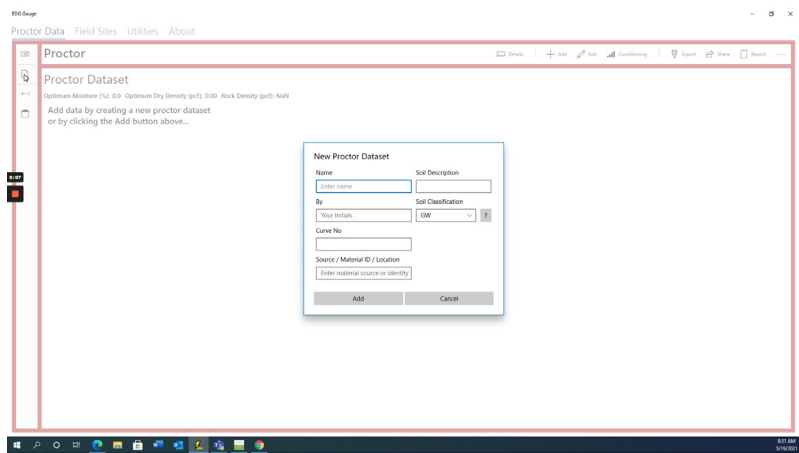 EDG Gauge
Proctor Data Field Sites Utilities About
Proctor
Details Add Edit Conditioning Export Share Report ...
Proctor Dataset
Optimum Moisture (%): 0.0 Optimum Dry Density (pcf): 0.00 Rock Density (pcf): NaN
Add data by creating a new proctor dataset
or by clicking the Add button above...
New Proctor Dataset
Name Soil Description
Enter name
By Soil Classification
Your Initials GW ?
Curve No
Source / Material ID / Location
Enter material source or identity
Add Cancel
0:07
8:31 AM
5/19/2021